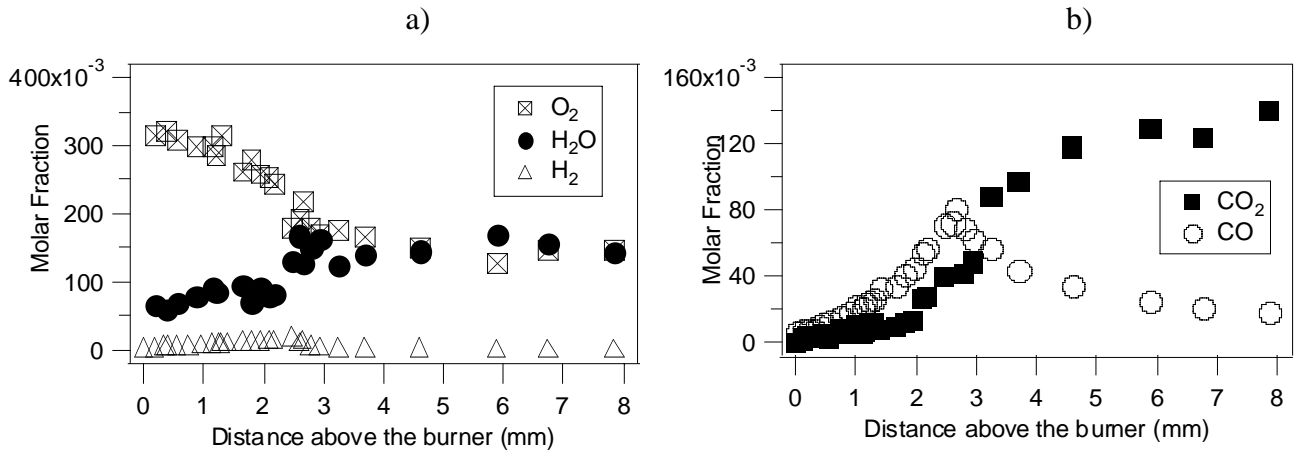 a)
400x10⁻³
300
200
100
0
Molar Fraction
O₂
H₂O
H₂
0 1 2 3 4 5 6 7 8
Distance above the burner (mm)
b)
160x10⁻³
120
80
40
0
Molar Fraction
CO₂
CO
0 1 2 3 4 5 6 7 8
Distance above the burner (mm)